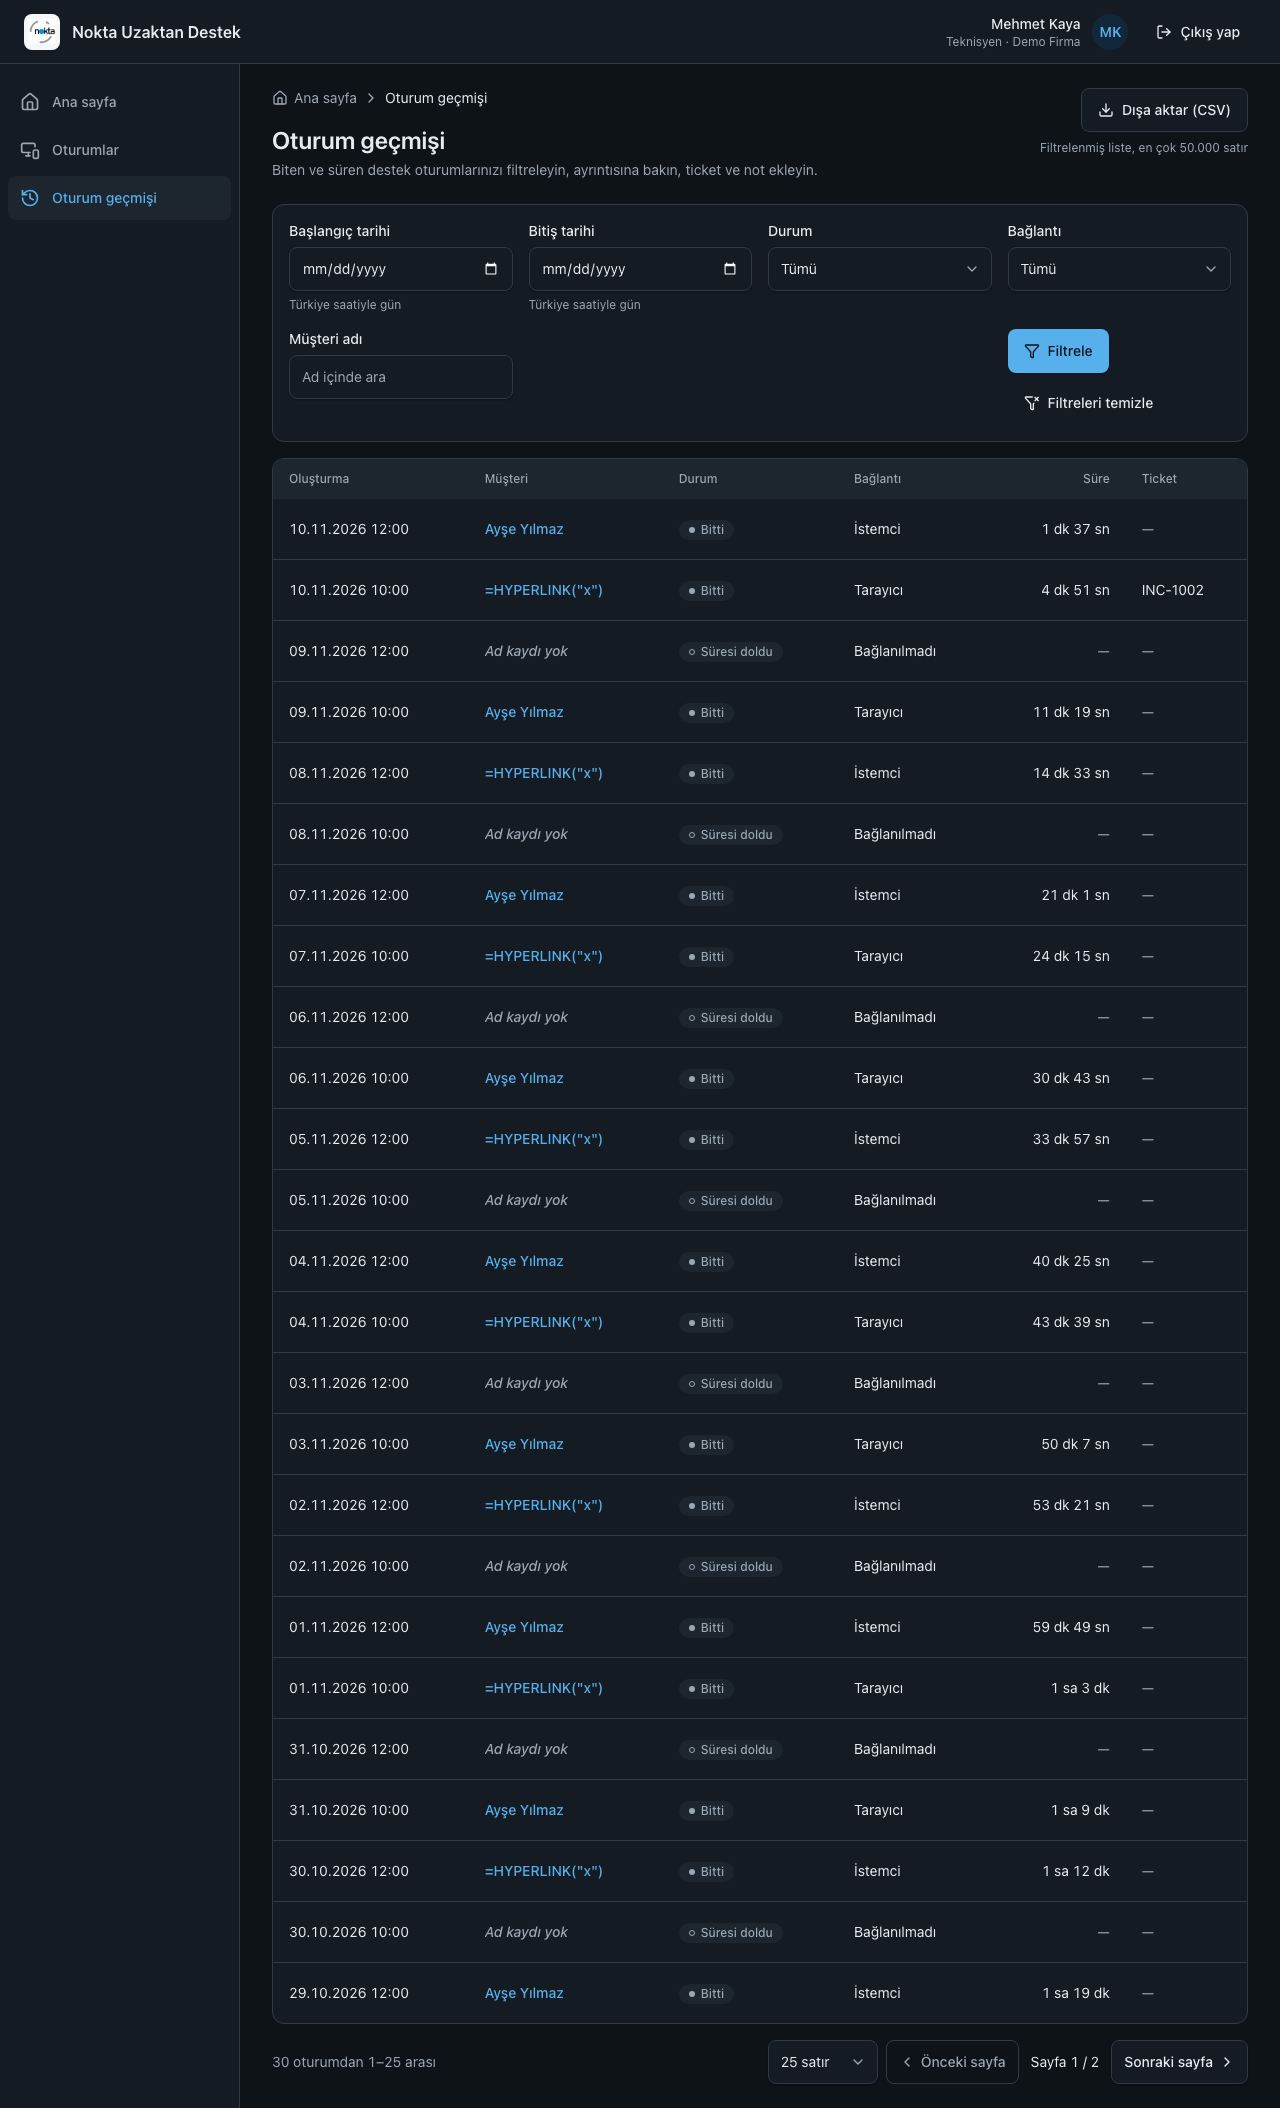 nokta
Nokta Uzaktan Destek
Mehmet Kaya
Teknisyen · Demo Firma
MK
Çıkış yap
Ana sayfa
Oturumlar
Oturum geçmişi
Ana sayfa > Oturum geçmişi
Dışa aktar (CSV)
Filtrelenmiş liste, en çok 50.000 satır
Oturum geçmişi
Biten ve süren destek oturumlarınızı filtreleyin, ayrıntısına bakın, ticket ve not ekleyin.
Başlangıç tarihi Bitiş tarihi Durum Bağlantı
mm/dd/yyyy mm/dd/yyyy Tümü Tümü
Türkiye saatiyle gün Türkiye saatiyle gün
Müşteri adı
Ad içinde ara
Filtrele
Filtreleri temizle
Oluşturma Müşteri Durum Bağlantı Süre Ticket
10.11.2026 12:00 Ayşe Yılmaz Bitti İstemci 1 dk 37 sn —
10.11.2026 10:00 =HYPERLINK("x") Bitti Tarayıcı 4 dk 51 sn INC-1002
09.11.2026 12:00 Ad kaydı yok Süresi doldu Bağlanılmadı — —
09.11.2026 10:00 Ayşe Yılmaz Bitti Tarayıcı 11 dk 19 sn —
08.11.2026 12:00 =HYPERLINK("x") Bitti İstemci 14 dk 33 sn —
08.11.2026 10:00 Ad kaydı yok Süresi doldu Bağlanılmadı — —
07.11.2026 12:00 Ayşe Yılmaz Bitti İstemci 21 dk 1 sn —
07.11.2026 10:00 =HYPERLINK("x") Bitti Tarayıcı 24 dk 15 sn —
06.11.2026 12:00 Ad kaydı yok Süresi doldu Bağlanılmadı — —
06.11.2026 10:00 Ayşe Yılmaz Bitti Tarayıcı 30 dk 43 sn —
05.11.2026 12:00 =HYPERLINK("x") Bitti İstemci 33 dk 57 sn —
05.11.2026 10:00 Ad kaydı yok Süresi doldu Bağlanılmadı — —
04.11.2026 12:00 Ayşe Yılmaz Bitti İstemci 40 dk 25 sn —
04.11.2026 10:00 =HYPERLINK("x") Bitti Tarayıcı 43 dk 39 sn —
03.11.2026 12:00 Ad kaydı yok Süresi doldu Bağlanılmadı — —
03.11.2026 10:00 Ayşe Yılmaz Bitti Tarayıcı 50 dk 7 sn —
02.11.2026 12:00 =HYPERLINK("x") Bitti İstemci 53 dk 21 sn —
02.11.2026 10:00 Ad kaydı yok Süresi doldu Bağlanılmadı — —
01.11.2026 12:00 Ayşe Yılmaz Bitti İstemci 59 dk 49 sn —
01.11.2026 10:00 =HYPERLINK("x") Bitti Tarayıcı 1 sa 3 dk —
31.10.2026 12:00 Ad kaydı yok Süresi doldu Bağlanılmadı — —
31.10.2026 10:00 Ayşe Yılmaz Bitti Tarayıcı 1 sa 9 dk —
30.10.2026 12:00 =HYPERLINK("x") Bitti İstemci 1 sa 12 dk —
30.10.2026 10:00 Ad kaydı yok Süresi doldu Bağlanılmadı — —
29.10.2026 12:00 Ayşe Yılmaz Bitti İstemci 1 sa 19 dk —
30 oturumdan 1–25 arası 25 satır Önceki sayfa Sayfa 1 / 2 Sonraki sayfa